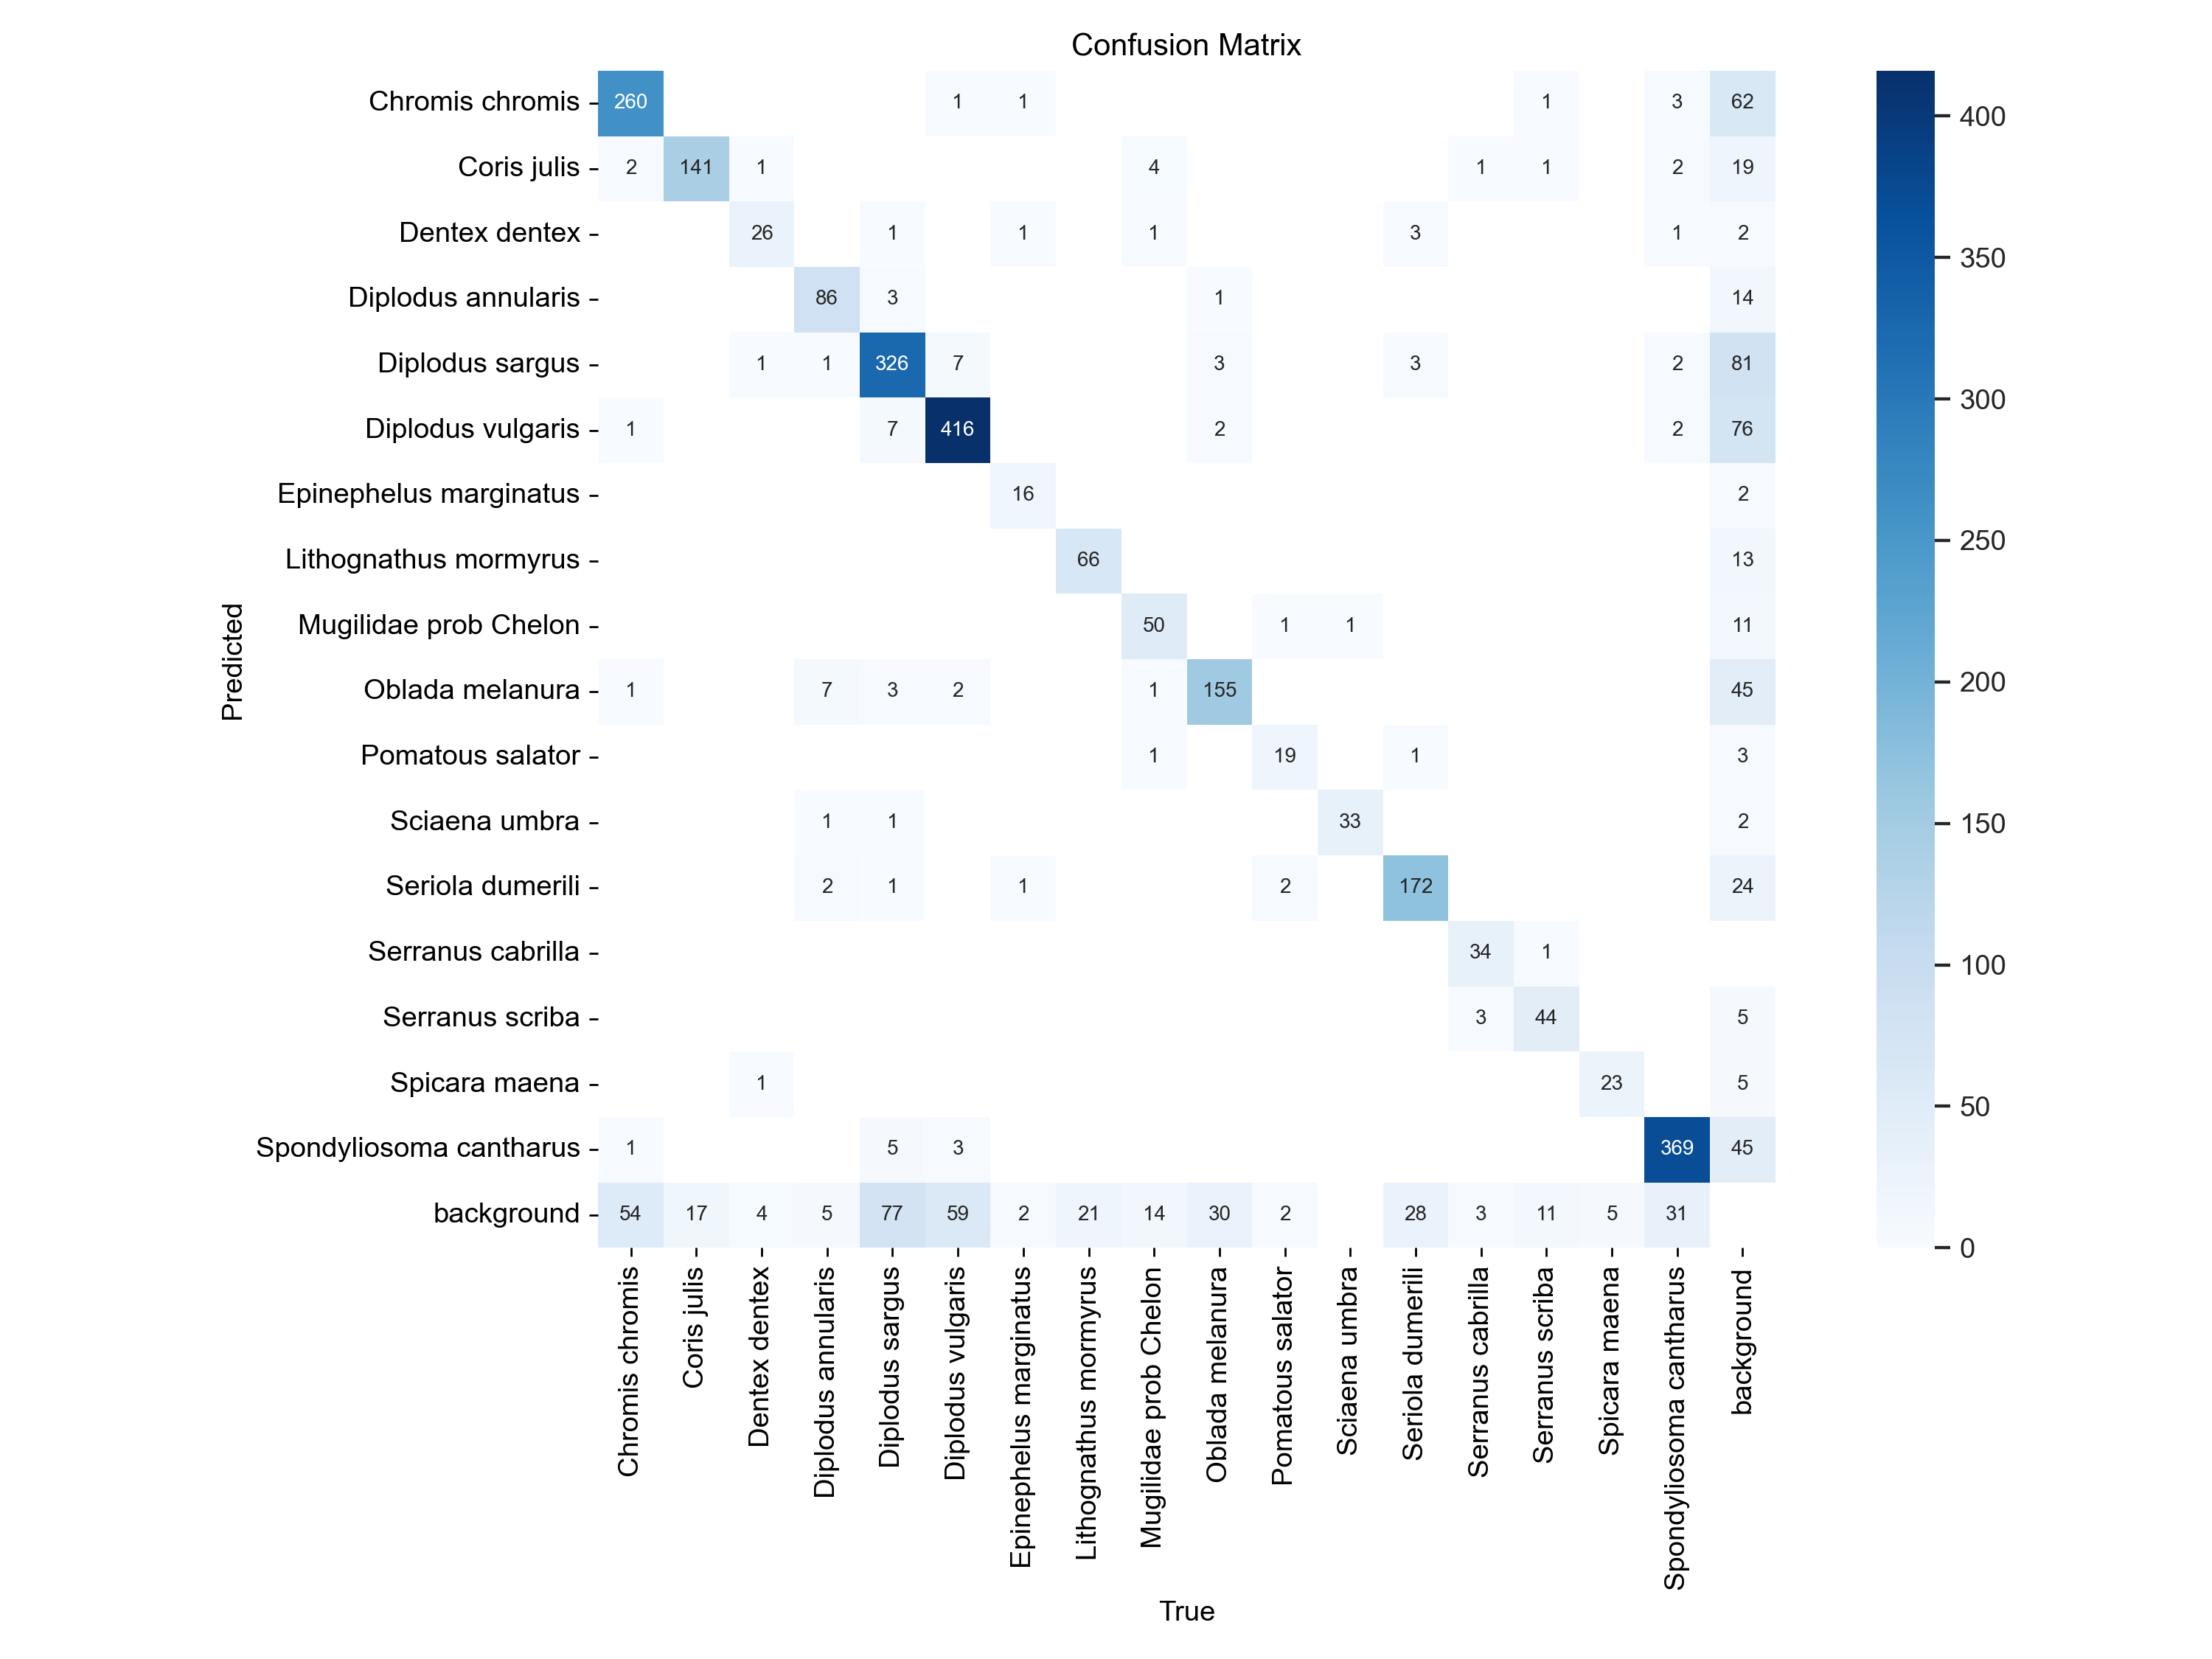 Confusion Matrix
Chromis chromis 260 1 1 1 3 62
Coris julis 2 141 1 4 1 1 2 19
Dentex dentex 26 1 1 1 3 1 2
Diplodus annularis 86 3 1 14
Diplodus sargus 1 1 326 7 3 3 2 81
Diplodus vulgaris 1 7 416 2 2 76
Epinephelus marginatus 16 2
Lithognathus mormyrus 66 13
Mugilidae prob Chelon 50 1 1 11
Oblada melanura 1 7 3 2 1 155 45
Pomatous salator 1 19 1 3
Sciaena umbra 1 1 33 2
Seriola dumerili 2 1 1 2 172 24
Serranus cabrilla 34 1
Serranus scriba 3 44 5
Spicara maena 1 23 5
Spondyliosoma cantharus 1 5 3 369 45
background 54 17 4 5 77 59 2 21 14 30 2 28 3 11 5 31
Predicted
Chromis chromis
Coris julis
Dentex dentex
Diplodus annularis
Diplodus sargus
Diplodus vulgaris
Epinephelus marginatus
Lithognathus mormyrus
Mugilidae prob Chelon
Oblada melanura
Pomatous salator
Sciaena umbra
Seriola dumerili
Serranus cabrilla
Serranus scriba
Spicara maena
Spondyliosoma cantharus
background
True
400
350
300
250
200
150
100
50
0